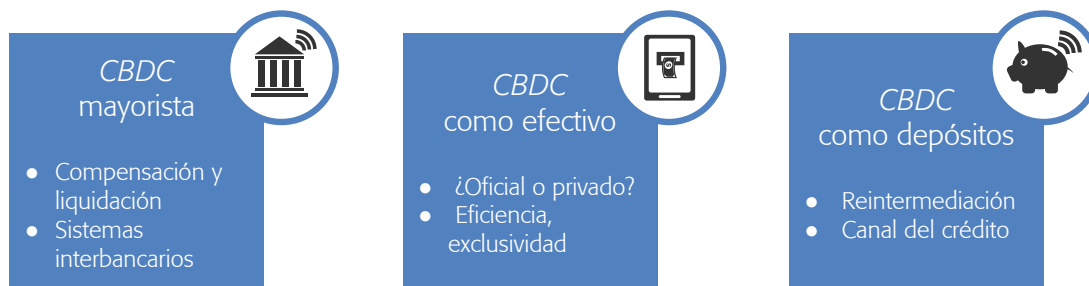 CBDC
mayorista
● Compensación y
liquidación
● Sistemas
interbancarios
CBDC
como efectivo
● ¿Oficial o privado?
● Eficiencia,
exclusividad
CBDC
como depósitos
● Reintermediación
● Canal del crédito